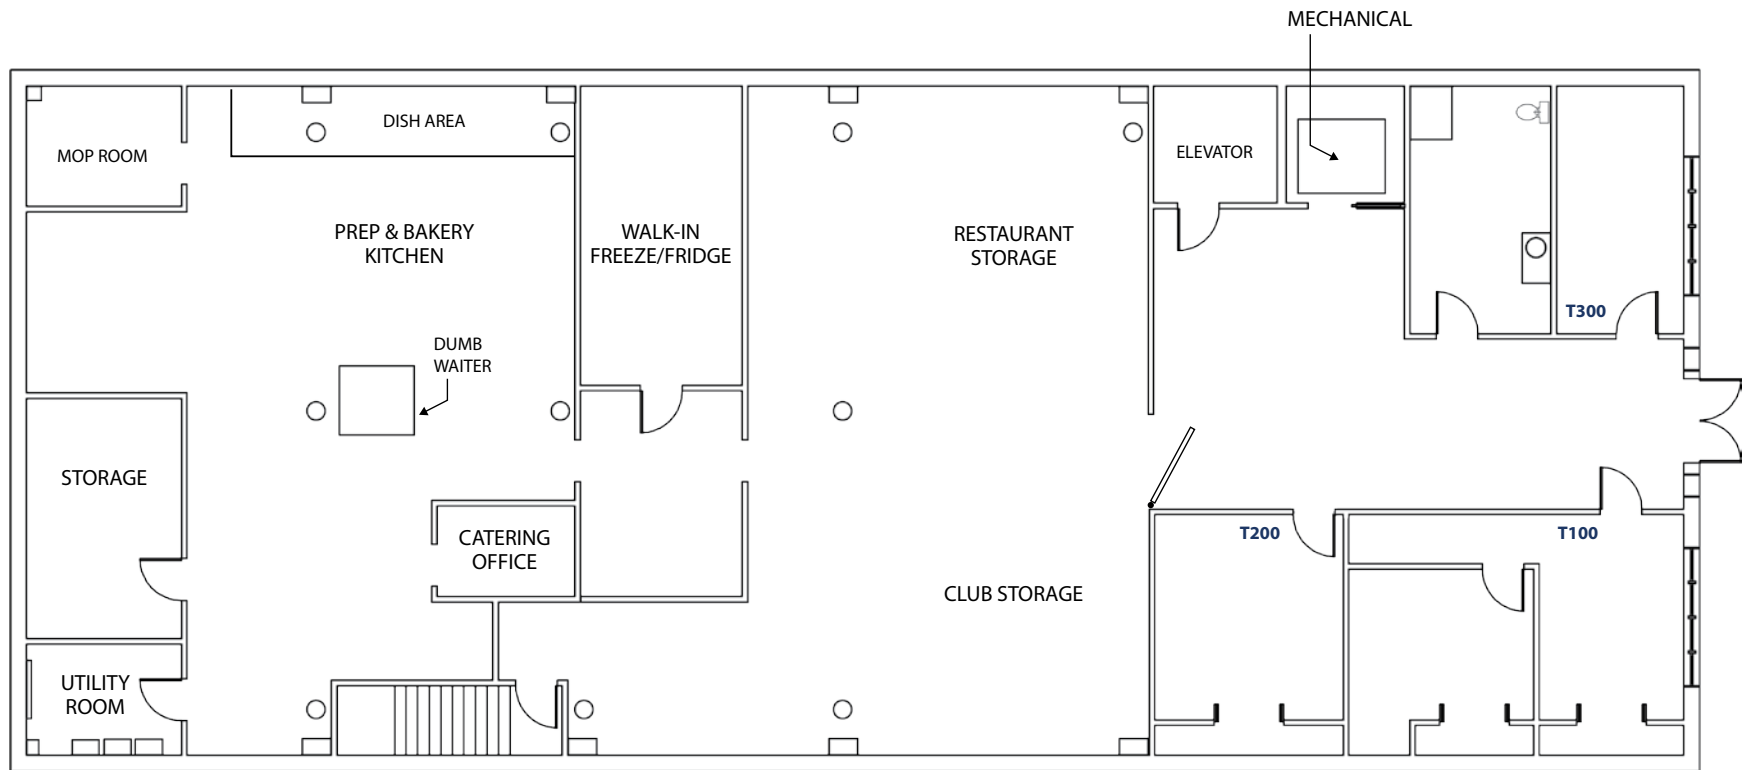 MECHANICAL
DISH AREA
MOP ROOM
ELEVATOR
PREP & BAKERY
KITCHEN
WALK-IN
FREEZE/FRIDGE
RESTAURANT
STORAGE
T300
DUMB
WAITER
STORAGE
CATERING
OFFICE
T200
T100
CLUB STORAGE
UTILITY
ROOM